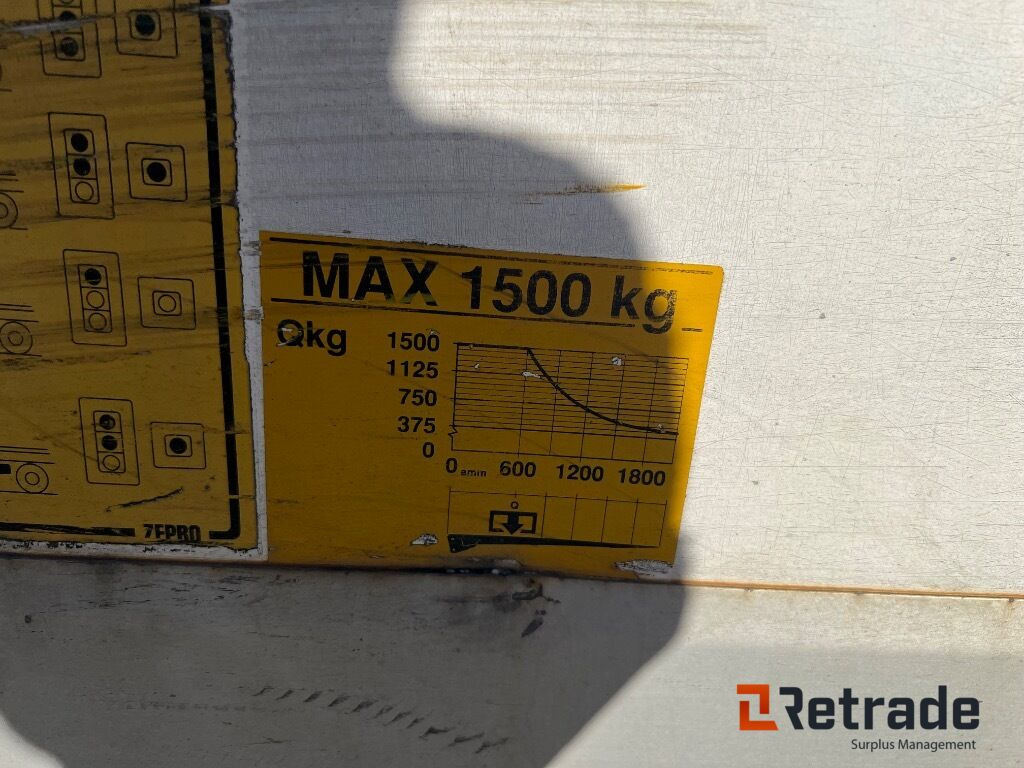 MAX 1500 kg
Qkg
1500
1125
750
375
0
0 600 1200 1800
Q
ZEPRO
Retrade
Surplus Management